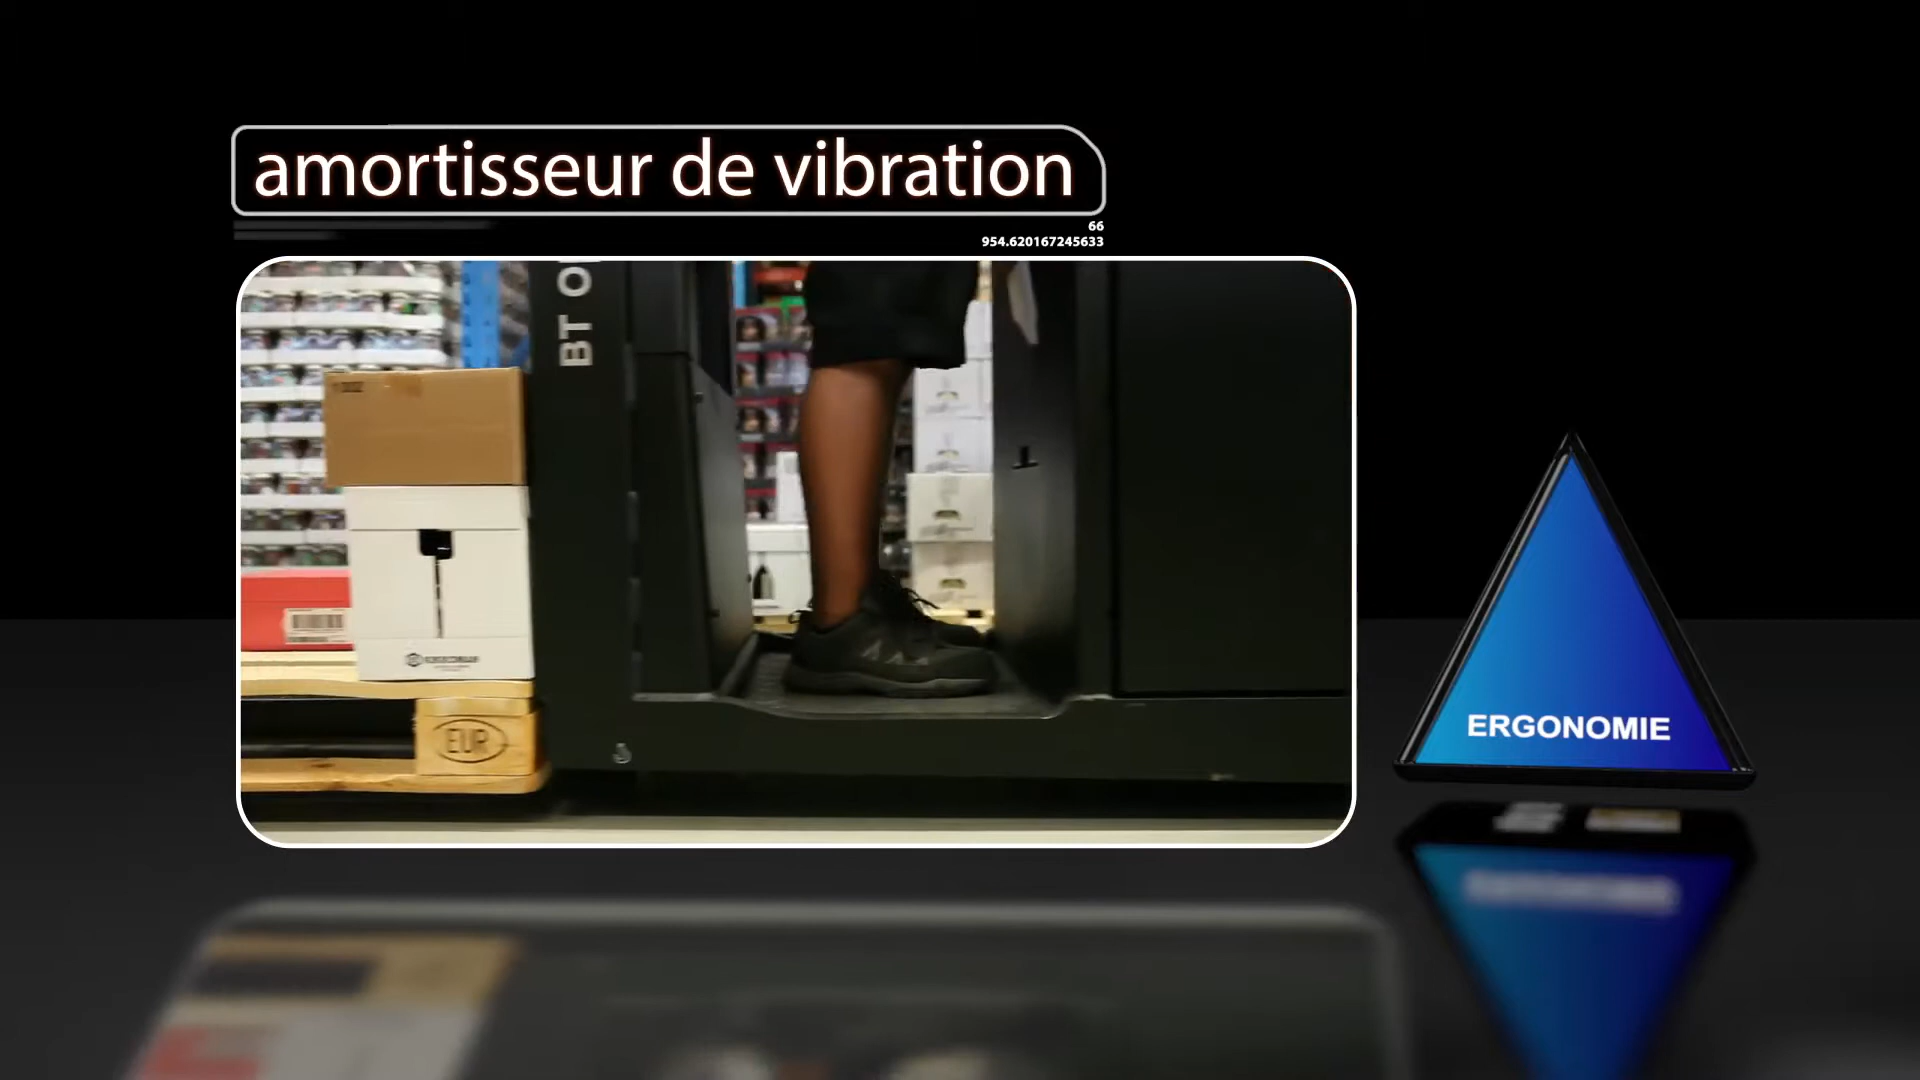 amortisseur de vibration
66
954.620167245633
BT O
EUR
ERGONOMIE